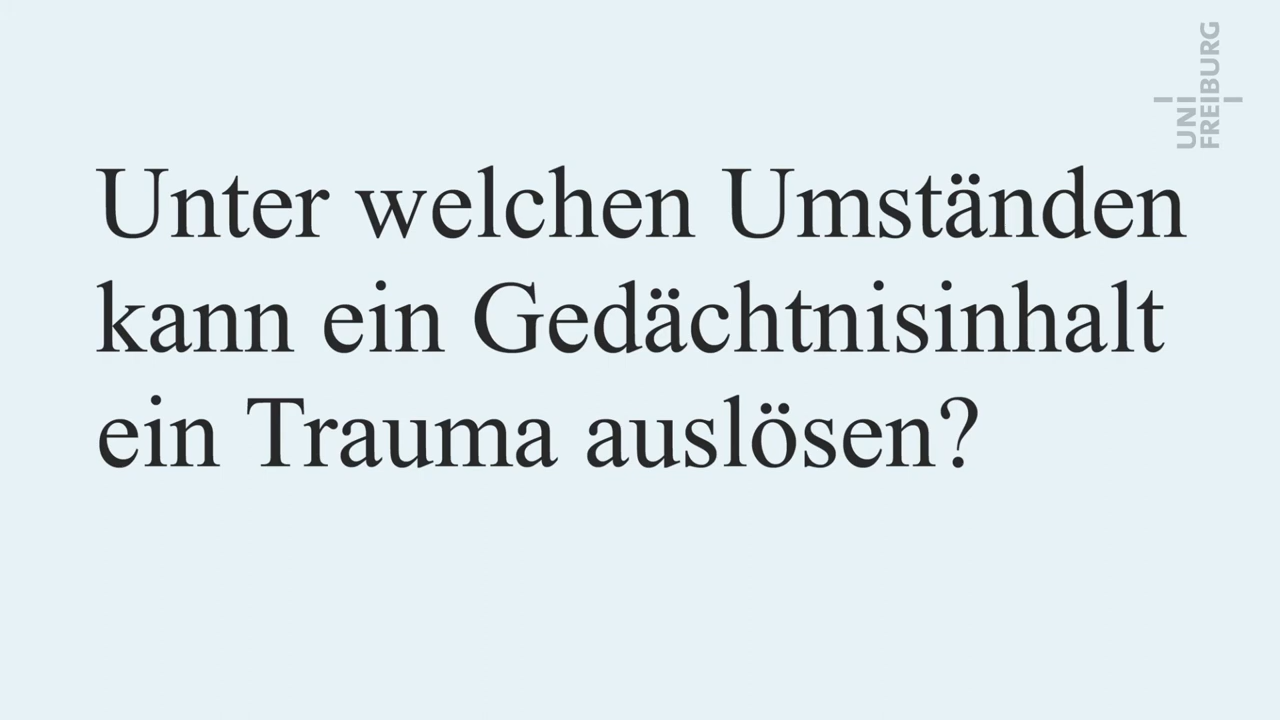 UNI
FREIBURG
Unter welchen Umständen
kann ein Gedächtnisinhalt
ein Trauma auslösen?